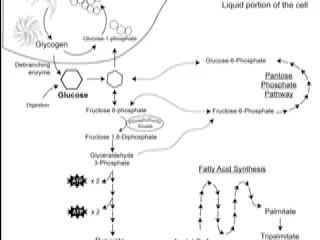 Liquid portion of the cell
Glycogen
Glucose-1-phosphate
Debranching
enzyme
Glucose
Digestion
Glucose-6-Phosphate
Pentose
Phosphate
Pathway
Fructose 6-phosphate
Fructose-6-Phosphate
Fructose 1,6-Diphosphate
Glyceraldehyde
3-Phosphate
ATP x 2
ATP x 2
Fatty Acid Synthesis
Palmitate
Tripalmitate